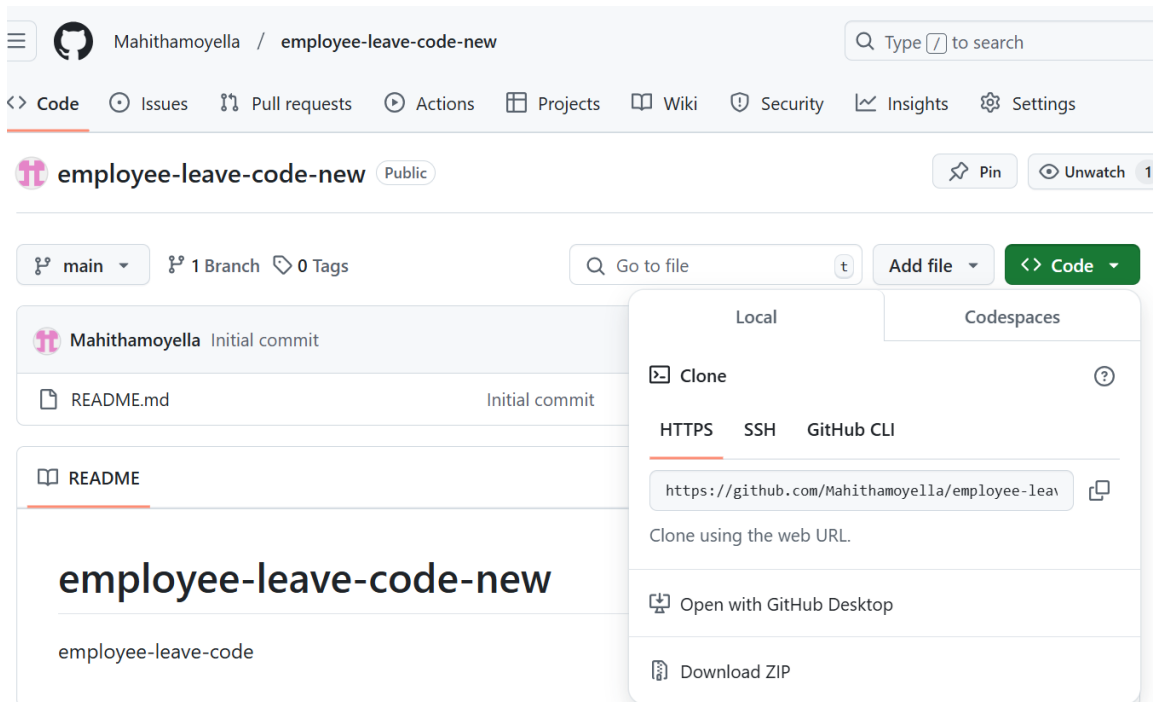 Mahithamoyella / employee-leave-code-new Type / to search
Code Issues Pull requests Actions Projects Wiki Security Insights Settings
employee-leave-code-new Public Pin Unwatch 1
main 1 Branch 0 Tags Go to file t Add file Code
Local Codespaces
Mahithamoyella Initial commit
Clone
README.md Initial commit
HTTPS SSH GitHub CLI
README
https://github.com/Mahithamoyella/employee-leav
Clone using the web URL.
employee-leave-code-new
Open with GitHub Desktop
employee-leave-code
Download ZIP